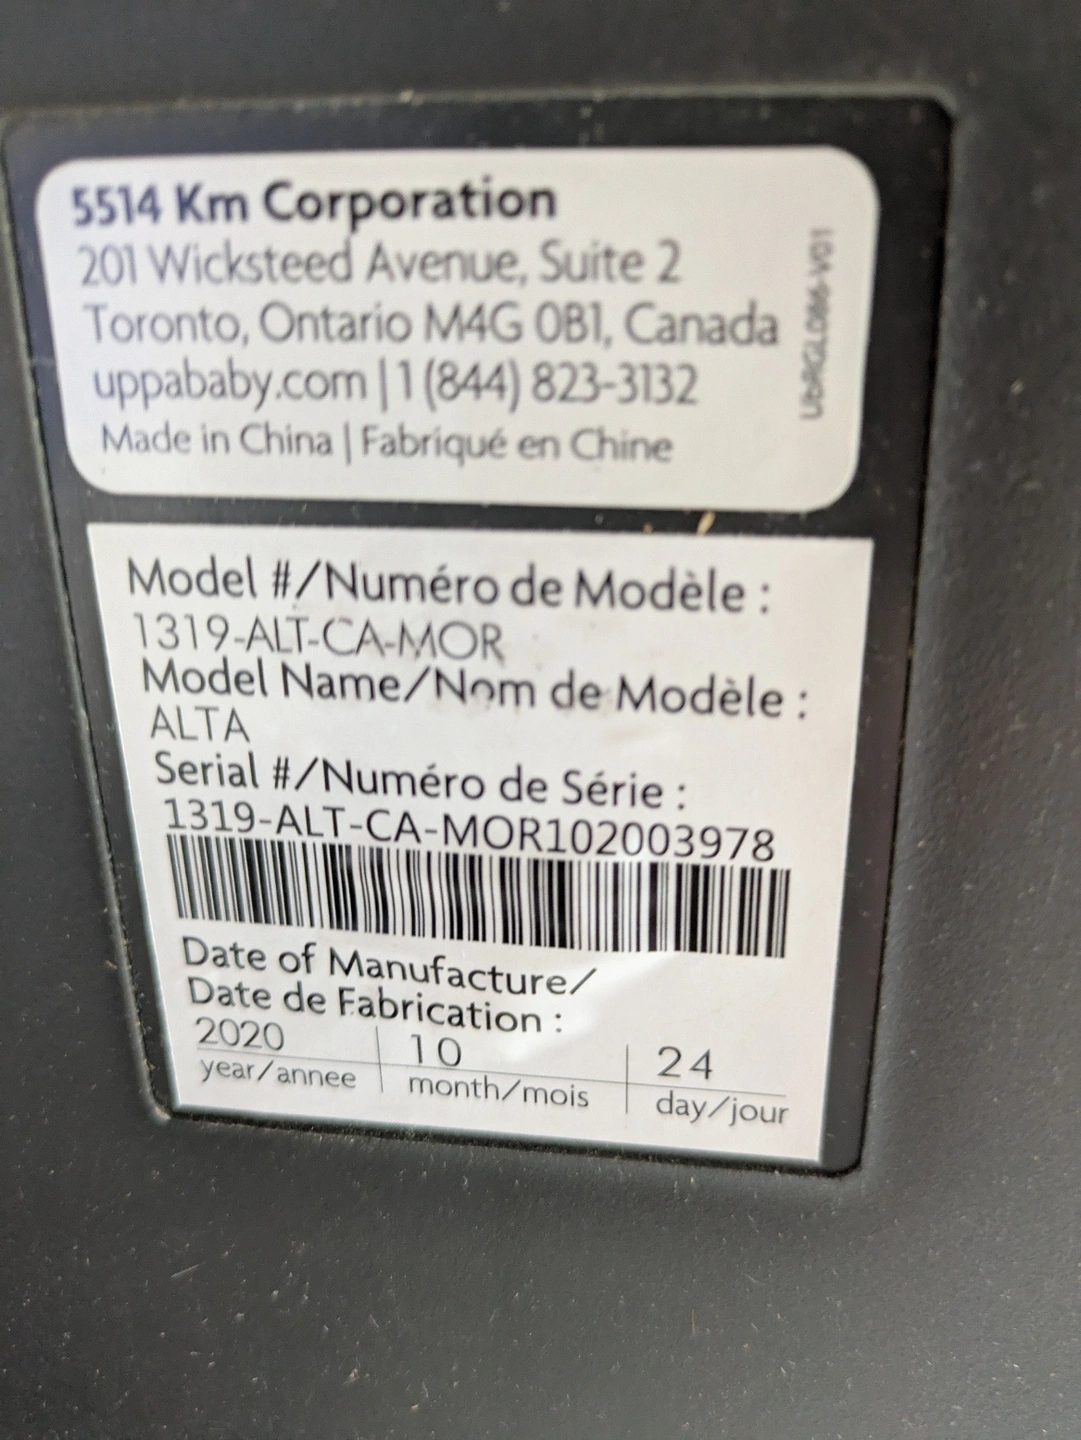 5514 Km Corporation
201 Wicksteed Avenue, Suite 2
Toronto, Ontario M4G 0B1, Canada
uppababy.com | 1 (844) 823-3132
Made in China | Fabriqué en Chine
UbRGL086-V01
Model #/Numéro de Modèle :
1319-ALT-CA-MOR
Model Name/Nom de Modèle :
ALTA
Serial #/Numéro de Série :
1319-ALT-CA-MOR102003978
Date of Manufacture/
Date de Fabrication :
2020 | 10 | 24
year/annee | month/mois | day/jour